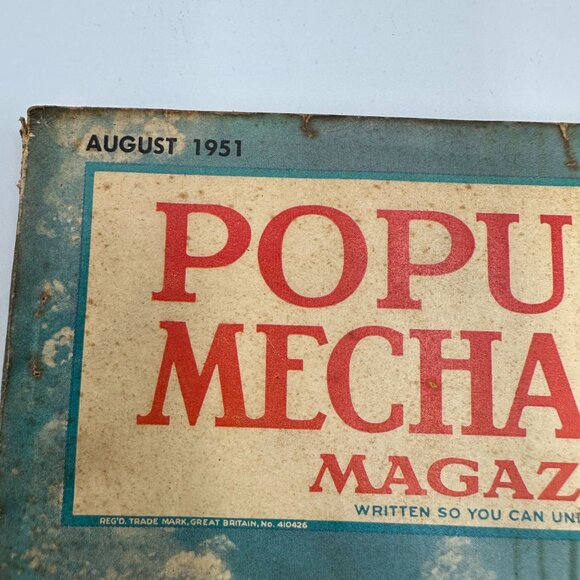 AUGUST 1951
POPU
MECHA
MAGAZ
WRITTEN SO YOU CAN UN
REG'D. TRADE MARK, GREAT BRITAIN, No. 410426